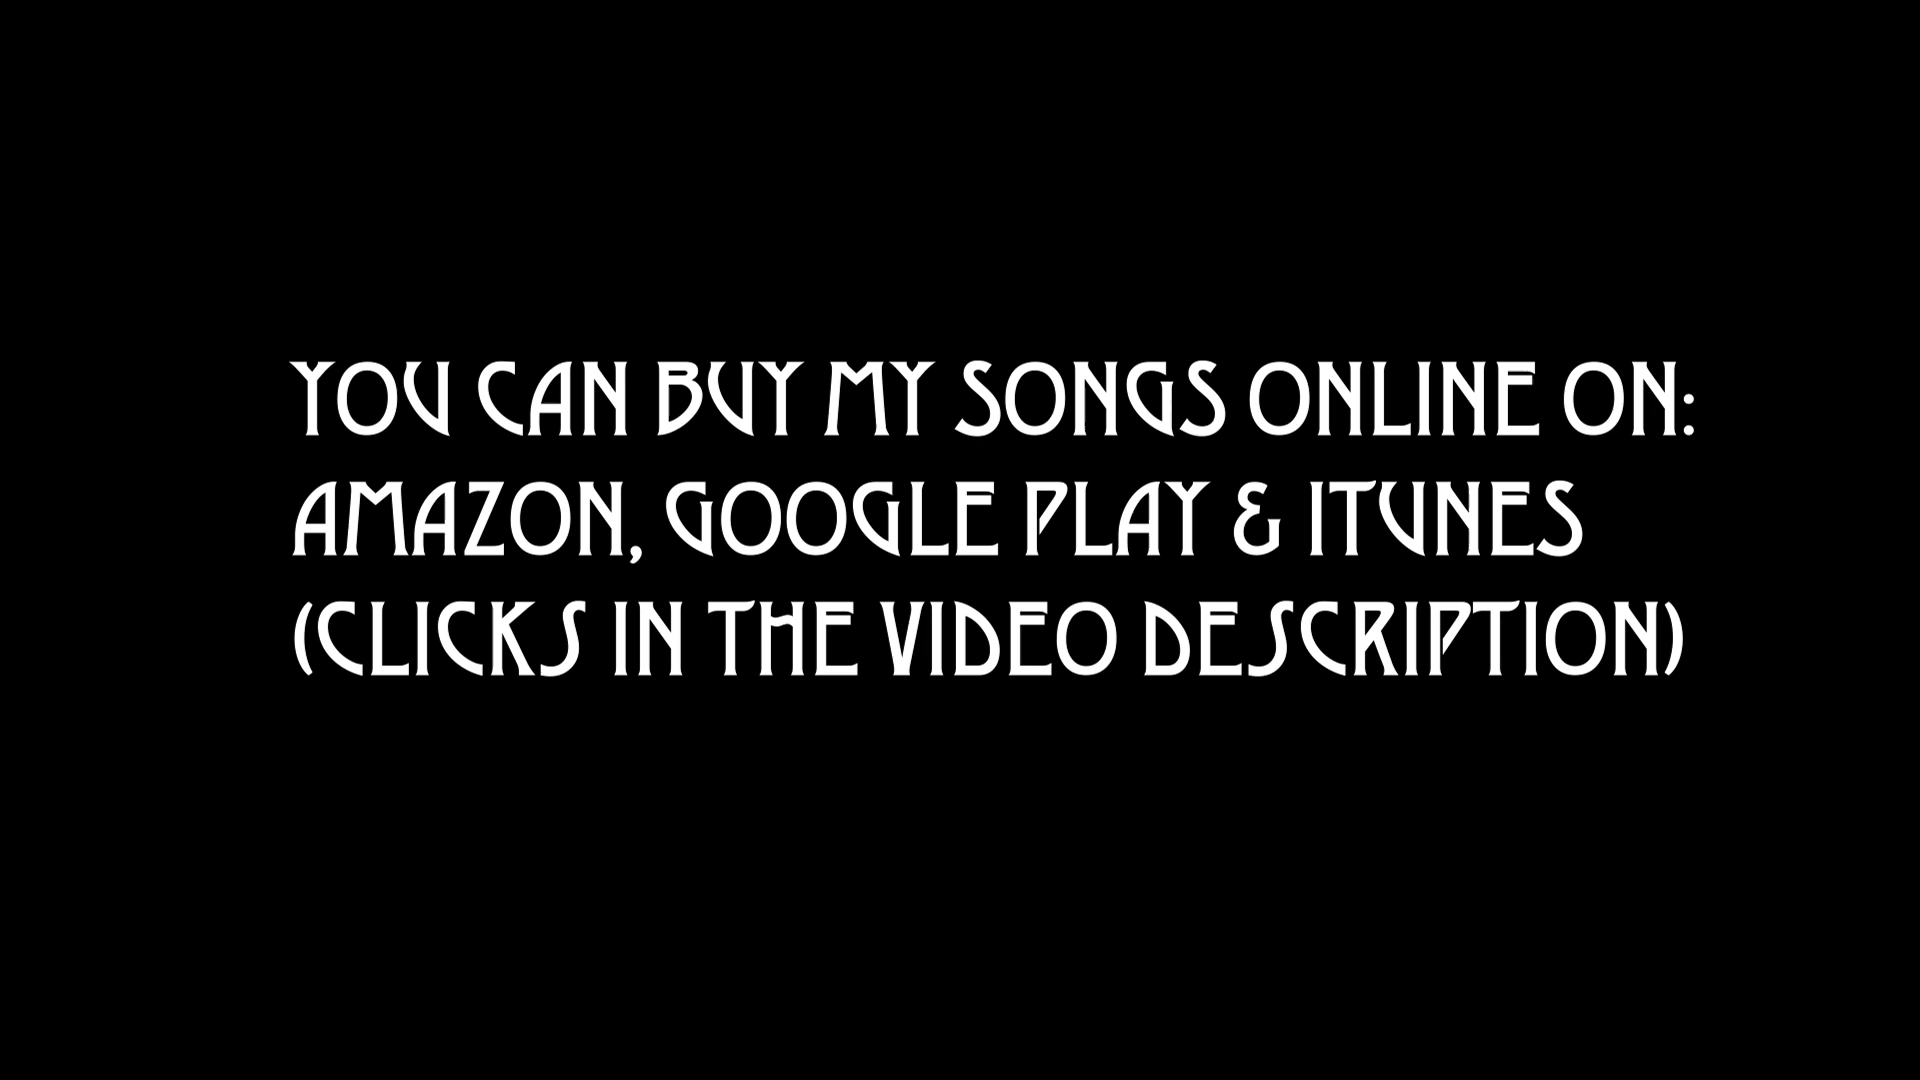 YOU CAN BUY MY SONGS ONLINE ON:
AMAZON, GOOGLE PLAY & ITUNES
(CLICKS IN THE VIDEO DESCRIPTION)